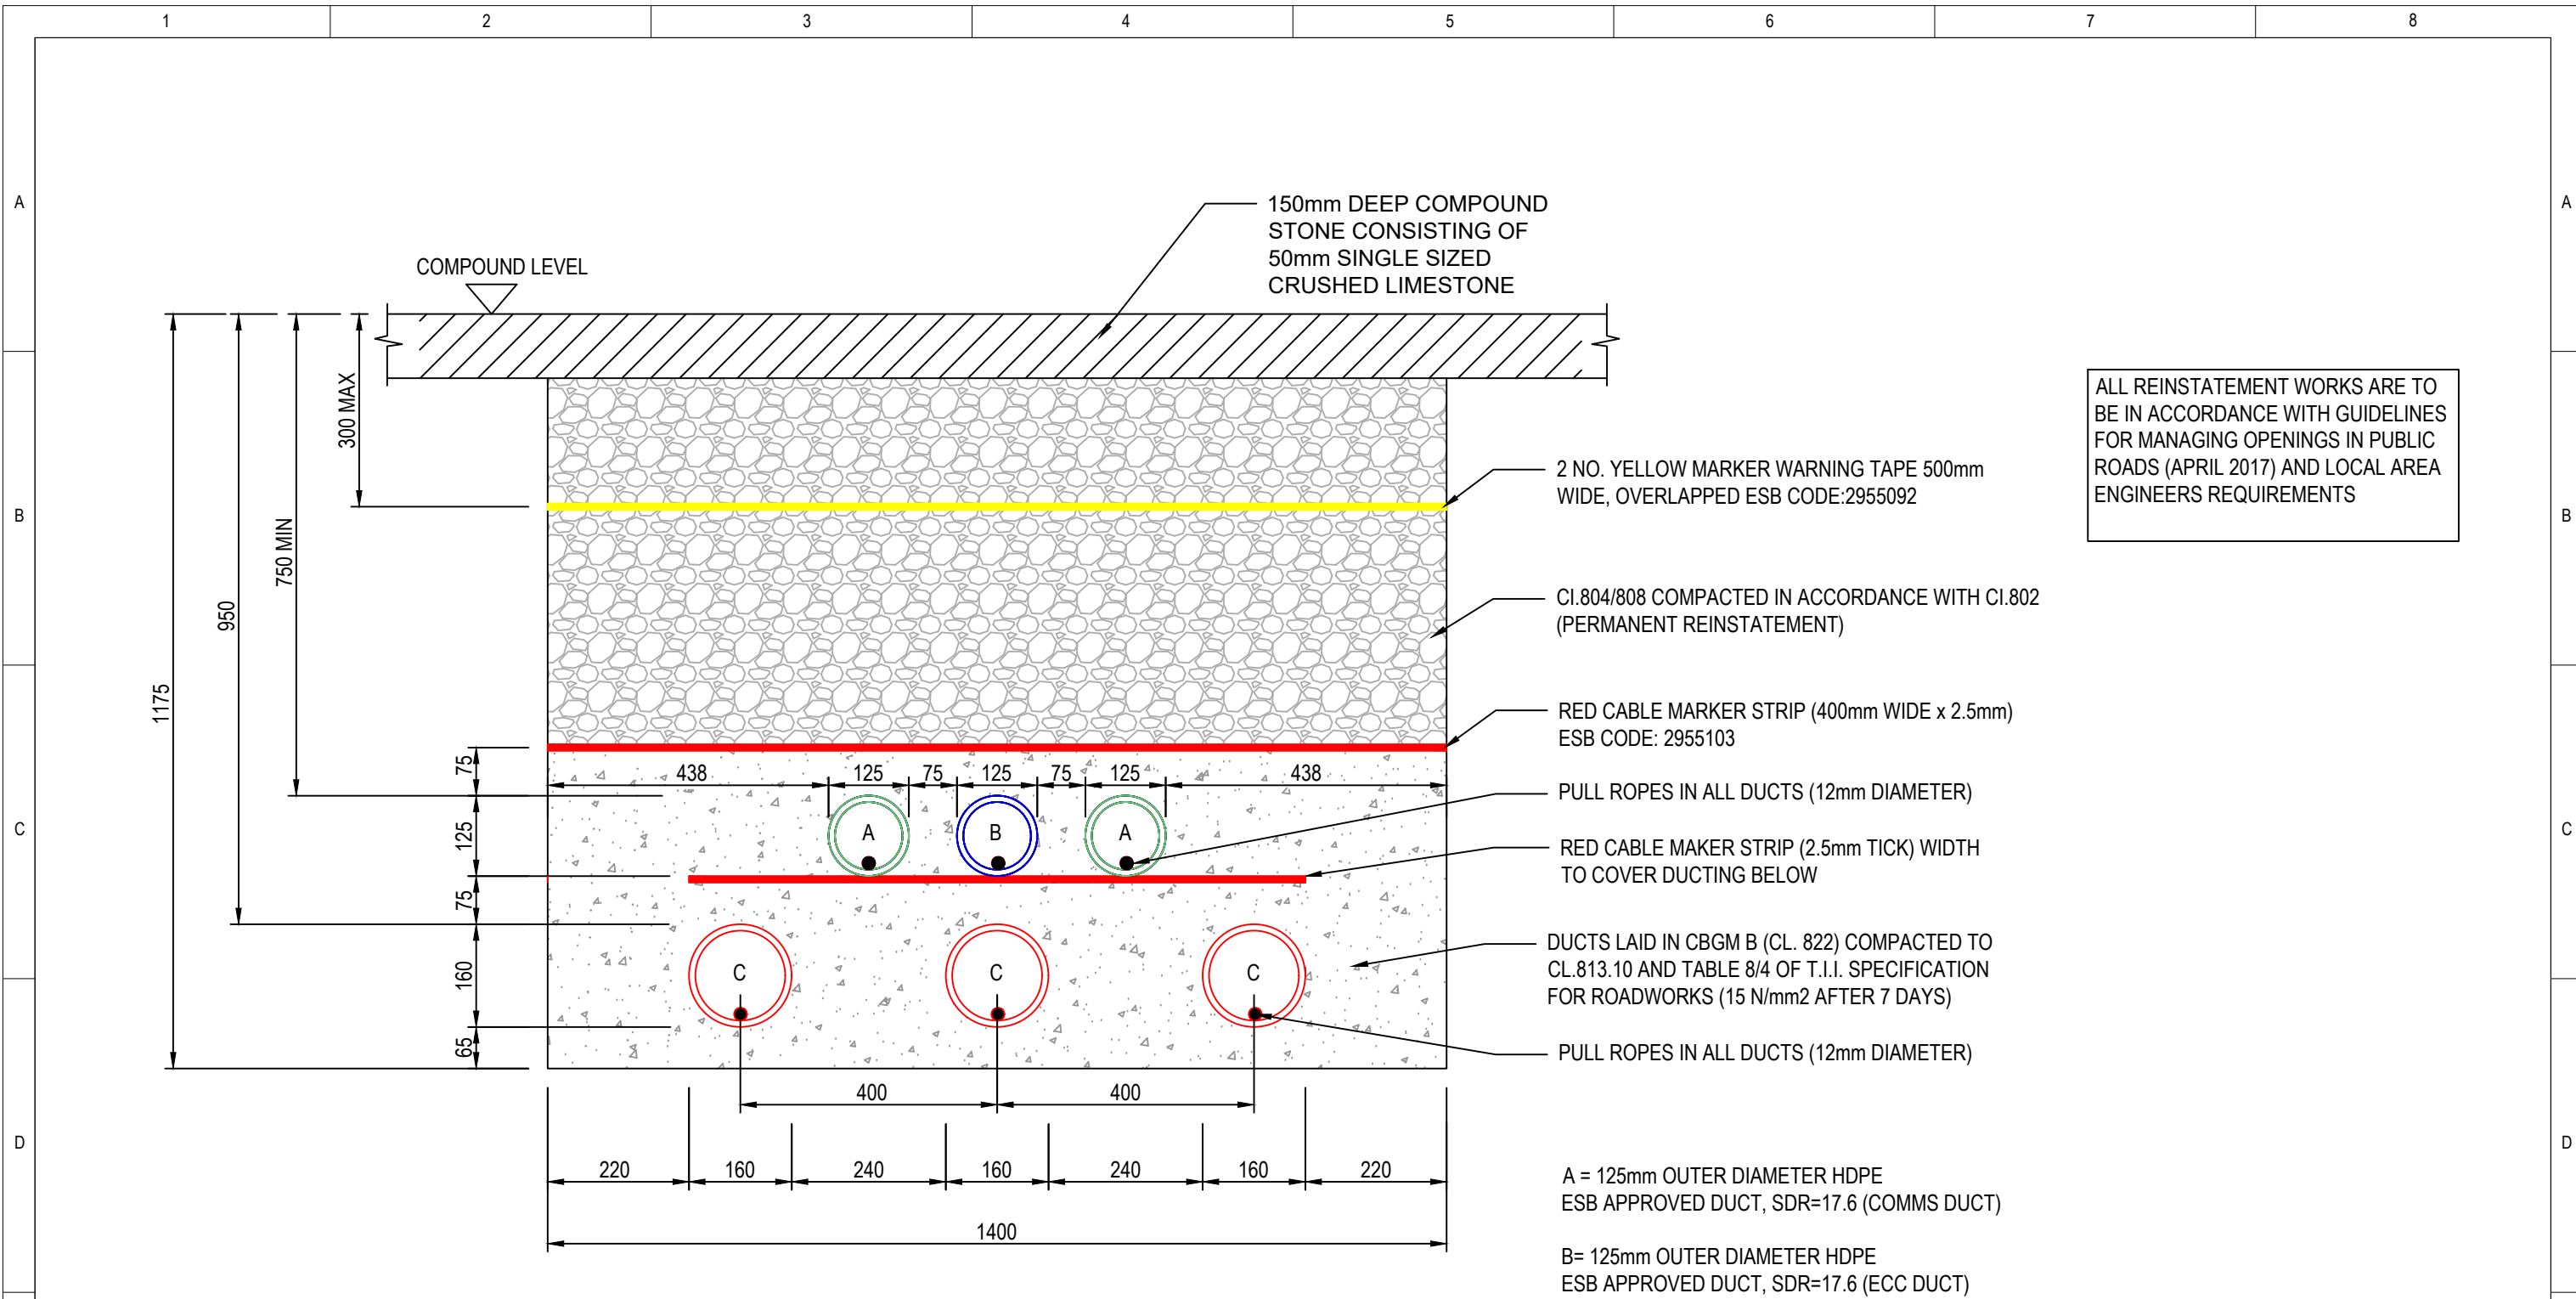 1 2 3 4 5 6 7 8
A
A
150mm DEEP COMPOUND
STONE CONSISTING OF
50mm SINGLE SIZED
CRUSHED LIMESTONE
COMPOUND LEVEL
300 MAX
750 MIN
950
1175
ALL REINSTATEMENT WORKS ARE TO
BE IN ACCORDANCE WITH GUIDELINES
FOR MANAGING OPENINGS IN PUBLIC
ROADS (APRIL 2017) AND LOCAL AREA
ENGINEERS REQUIREMENTS
2 NO. YELLOW MARKER WARNING TAPE 500mm
WIDE, OVERLAPPED ESB CODE:2955092
B
B
CI.804/808 COMPACTED IN ACCORDANCE WITH CI.802
(PERMANENT REINSTATEMENT)
RED CABLE MARKER STRIP (400mm WIDE x 2.5mm)
ESB CODE: 2955103
75
438 125 75 125 75 125 438
PULL ROPES IN ALL DUCTS (12mm DIAMETER)
C
125
A B A
C
RED CABLE MAKER STRIP (2.5mm TICK) WIDTH
TO COVER DUCTING BELOW
75
DUCTS LAID IN CBGM B (CL. 822) COMPACTED TO
CL.813.10 AND TABLE 8/4 OF T.I.I. SPECIFICATION
FOR ROADWORKS (15 N/mm2 AFTER 7 DAYS)
160
C C C
65
PULL ROPES IN ALL DUCTS (12mm DIAMETER)
400 400
D
D
220 160 240 160 240 160 220
1400
A = 125mm OUTER DIAMETER HDPE
ESB APPROVED DUCT, SDR=17.6 (COMMS DUCT)
B= 125mm OUTER DIAMETER HDPE
ESB APPROVED DUCT, SDR=17.6 (ECC DUCT)